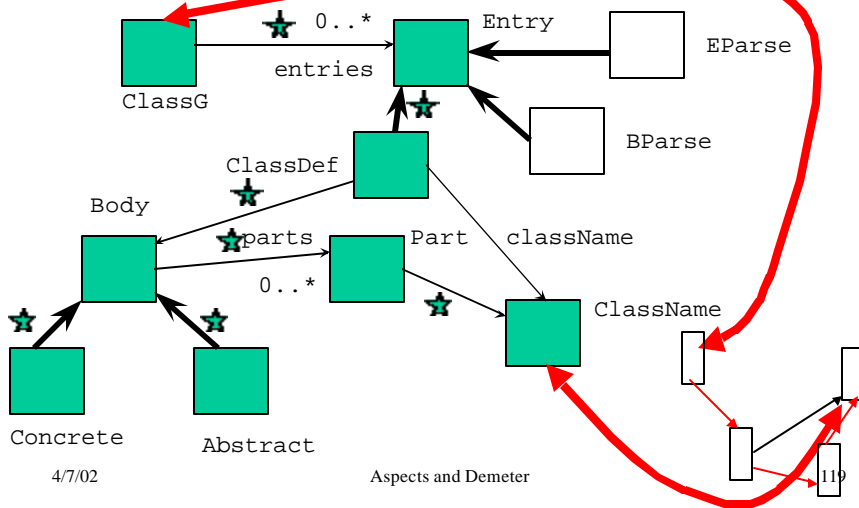 0..*
Entry
EParse
entries
ClassG
BParse
ClassDef
Body
parts
Part
className
0..*
ClassName
Concrete
Abstract
4/7/02
Aspects and Demeter
119